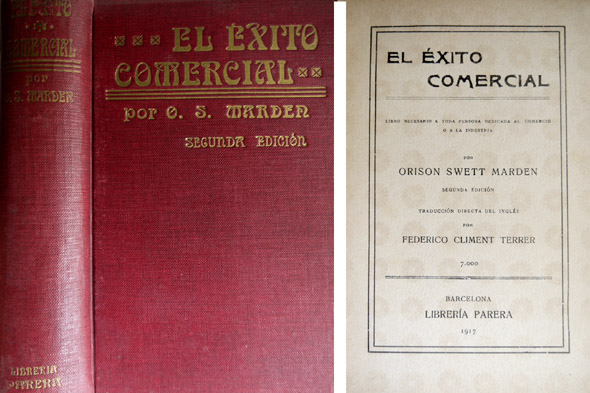 EL ÉXITO
COMERCIAL
por
O. S. MARDEN
LIBRERIA
PARERA
EL ÉXITO
COMERCIAL
por O. S. MARDEN
SEGUNDA EDICIÓN
EL ÉXITO
COMERCIAL
LIBRO NECESARIO A TODA PERSONA DEDICADA AL COMERCIO
O A LA INDUSTRIA
POR
ORISON SWETT MARDEN
SEGUNDA EDICIÓN
TRADUCCIÓN DIRECTA DEL INGLÉS
POR
FEDERICO CLIMENT TERRER
7.000
BARCELONA
LIBRERÍA PARERA
1917